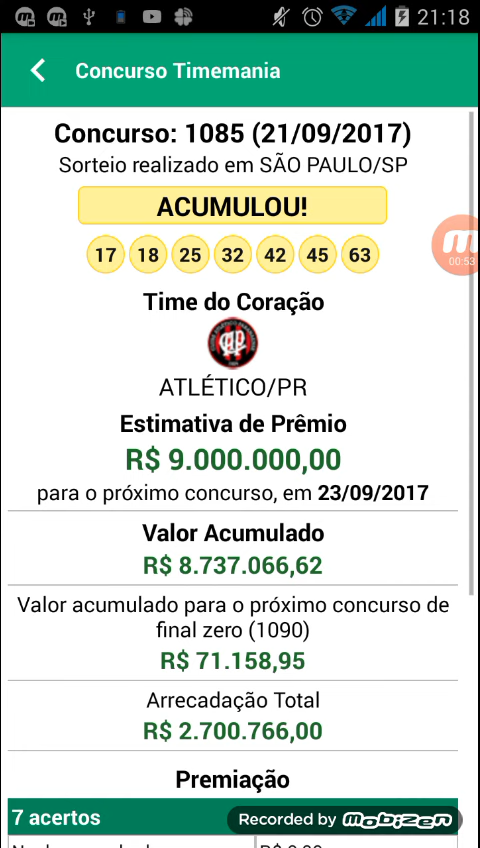 21:18
Concurso Timemania
Concurso: 1085 (21/09/2017)
Sorteio realizado em SÃO PAULO/SP
ACUMULOU!
17 18 25 32 42 45 63
00:53
Time do Coração
ATLÉTICO/PR
Estimativa de Prêmio
R$ 9.000.000,00
para o próximo concurso, em 23/09/2017
Valor Acumulado
R$ 8.737.066,62
Valor acumulado para o próximo concurso de
final zero (1090)
R$ 71.158,95
Arrecadação Total
R$ 2.700.766,00
Premiação
7 acertos
Recorded by mobizen